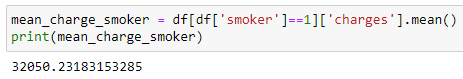 mean_charge_smoker = df[df['smoker']==1]['charges'].mean()
print(mean_charge_smoker)
32050.23183153285